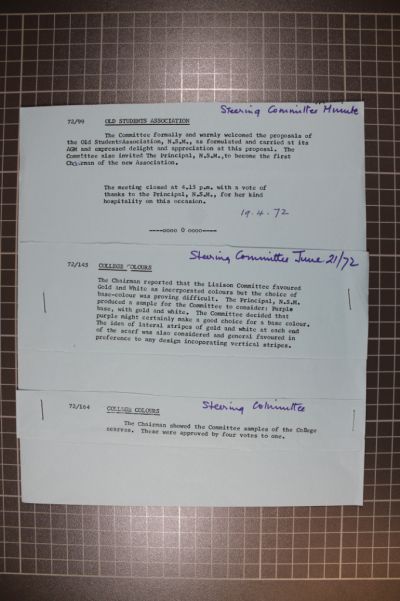 Steering Committee Minute
72/99 OLD STUDENTS ASSOCIATION
The Committee formally and warmly welcomed the proposals of
the Old StudentsAssociation, N.S.M., as formulated and carried at its
AGM and expressed delight and appreciation at this proposal. The
Committee also invited The Principal, N.S.M., to become the first
Chairman of the new Association.
The meeting closed at 4.15 p.m. with a vote of
thanks to the Principal, N.S.M., for her kind
hospitality on this occasion.
19.4.72
----oooo 0 oooo----
Steering Committee June 21/72
72/145 COLLEGE COLOURS
The Chairman reported that the Liaison Committee favoured
Gold and White as incorporated colours but the choice of
base-colour was proving difficult. The Principal, N.S.M.
produced a sample for the Committee to consider: Purple
base, with gold and white. The Committee decided that
purple might certainly make a good choice for a base colour.
The idea of lateral stripes of gold and white at each end
of the scarf was also considered and general favoured in
preference to any design incorporating vertical stripes.
Steering Committee
72/164 COLLEGE COLOURS
The Chairman showed the Committee samples of the College
scarves. These were approved by four votes to one.